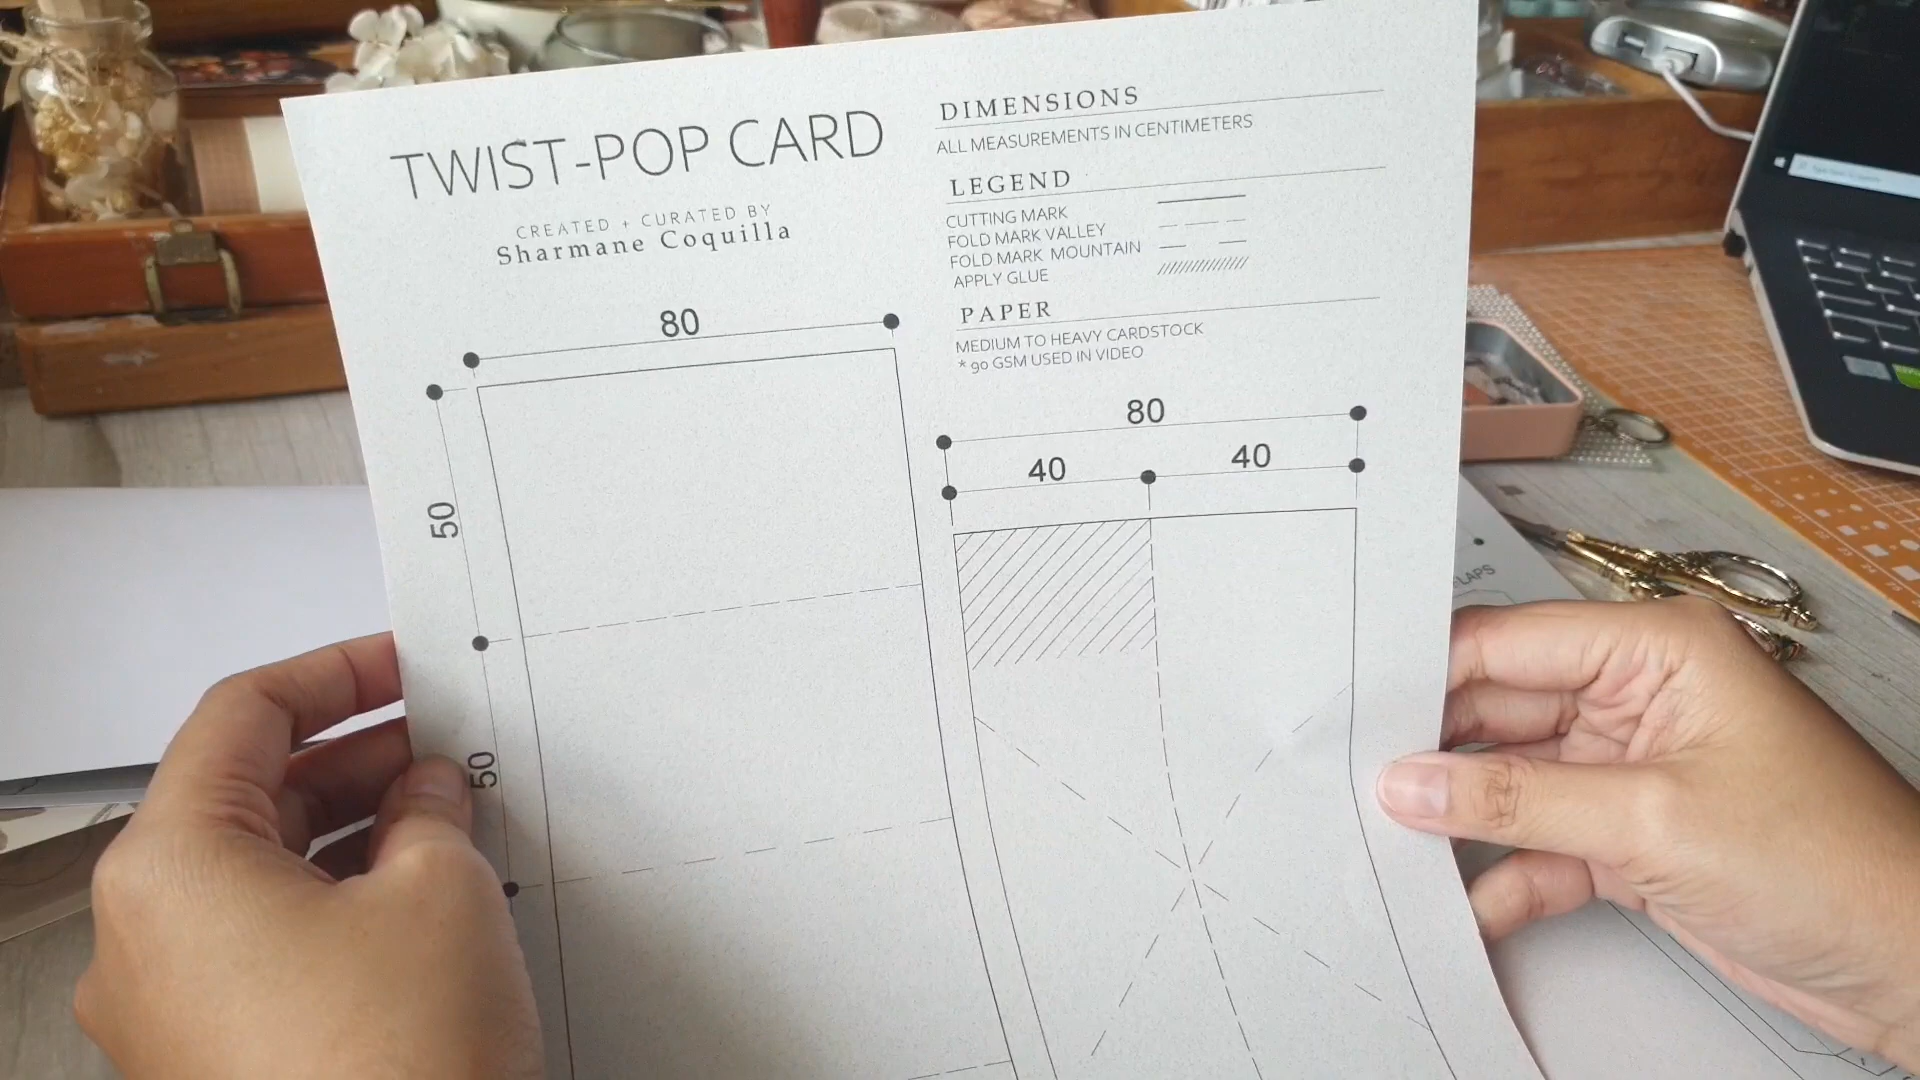 TWIST-POP CARD
CREATED + CURATED BY
Sharmane Coquilla
DIMENSIONS
ALL MEASUREMENTS IN CENTIMETERS
LEGEND
CUTTING MARK
FOLD MARK VALLEY
FOLD MARK MOUNTAIN
APPLY GLUE
PAPER
MEDIUM TO HEAVY CARDSTOCK
* 90 GSM USED IN VIDEO
80
50
50
80
40
40